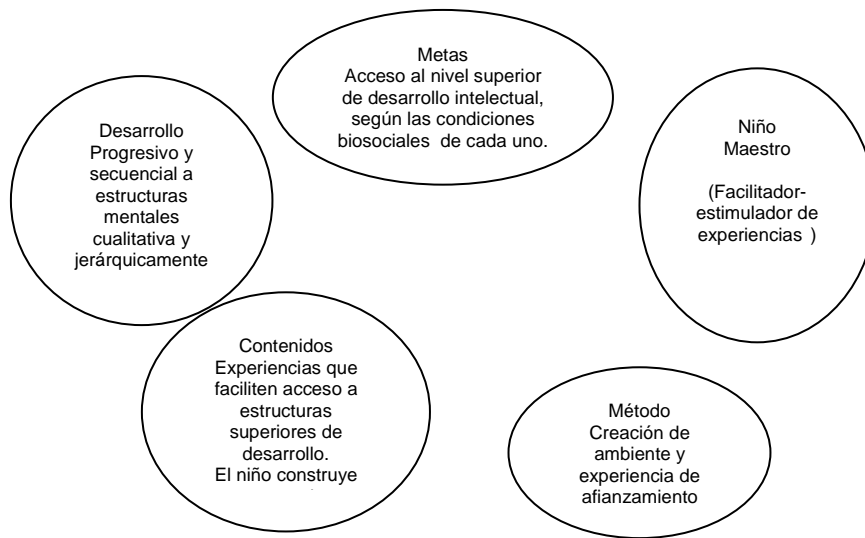 Metas
Acceso al nivel superior
de desarrollo intelectual,
según las condiciones
biosociales de cada uno.
Desarrollo
Progresivo y
secuencial a
estructuras
mentales
cualitativa y
jerárquicamente
Niño
Maestro
(Facilitador-
estimulador de
experiencias )
Contenidos
Experiencias que
faciliten acceso a
estructuras
superiores de
desarrollo.
El niño construye
Método
Creación de
ambiente y
experiencia de
afianzamiento